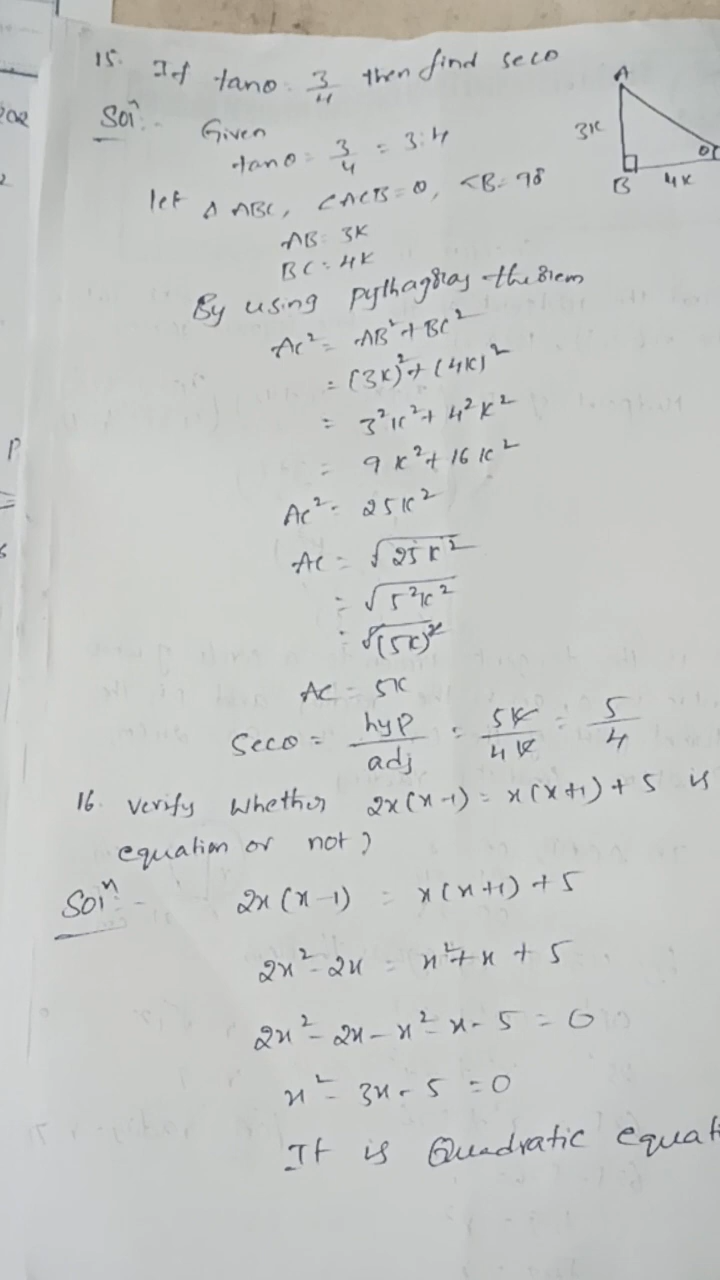 15. If tanθ = 3/4 then find secθ
Soln:- Given
tanθ = 3/4 = 3:4
let Δ ABC, ∠ACB = θ, ∠B = 90
AB = 3K
BC = 4K
A
3K
B
4K
θ
By using pythagoras theorem
AC² = AB² + BC²
= (3K)² + (4K)²
= 3²K² + 4²K²
= 9K² + 16K²
AC² = 25K²
AC = √25K²
= √5²K²
= √(5K)²
AC = 5K
Secθ = hyp/adj = 5K/4K = 5/4
16. Verify Whether 2x(x-1) = x(x+1) + 5 is
equation or not?
Soln:- 2x(x-1) = x(x+1) + 5
2x² - 2x = x² + x + 5
2x² - 2x - x² - x - 5 = 0
x² - 3x - 5 = 0
It is Quadratic equati